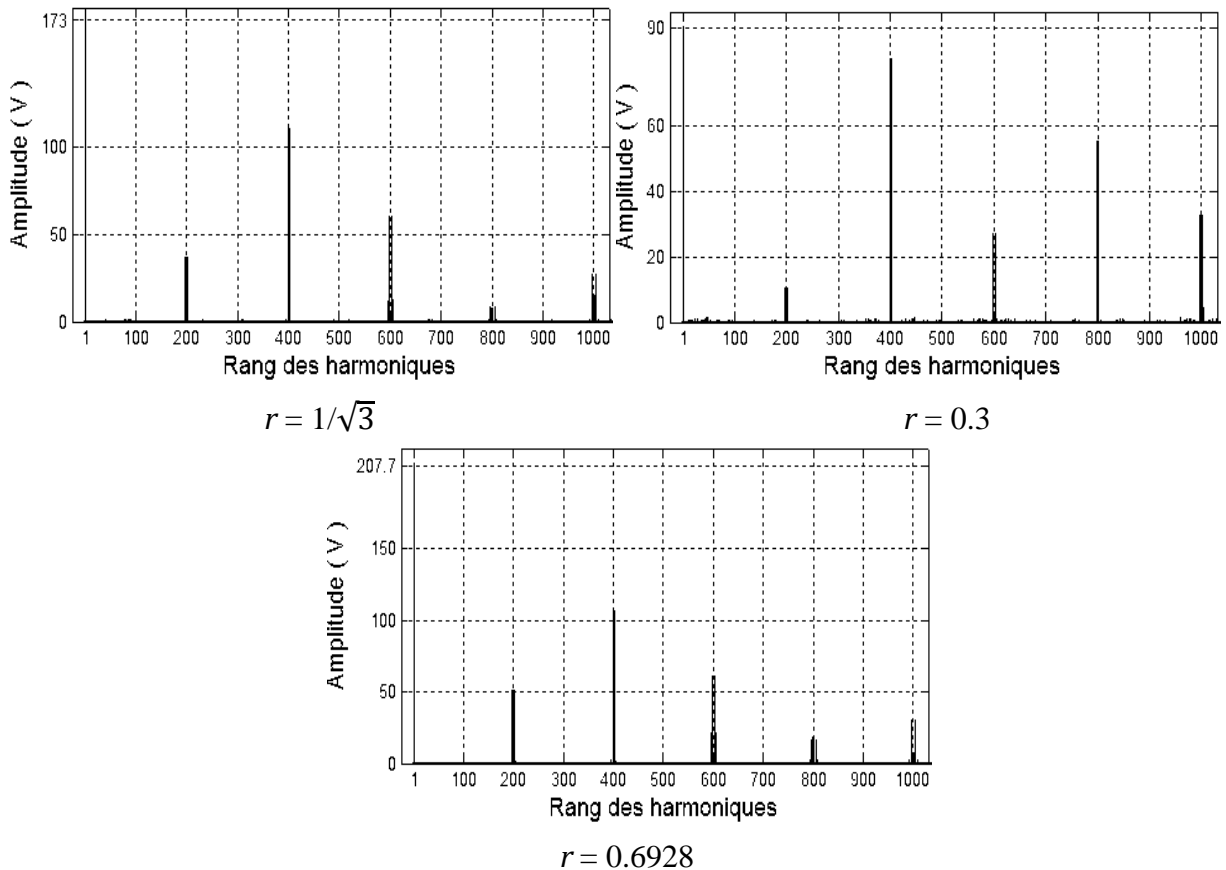 Amplitude ( V )
173
100
50
0
1 100 200 300 400 500 600 700 800 900 1000
Rang des harmoniques
r = 1/√3
Amplitude ( V )
90
60
40
20
0
1 100 200 300 400 500 600 700 800 900 1000
Rang des harmoniques
r = 0.3
Amplitude ( V )
207.7
150
100
50
0
1 100 200 300 400 500 600 700 800 900 1000
Rang des harmoniques
r = 0.6928